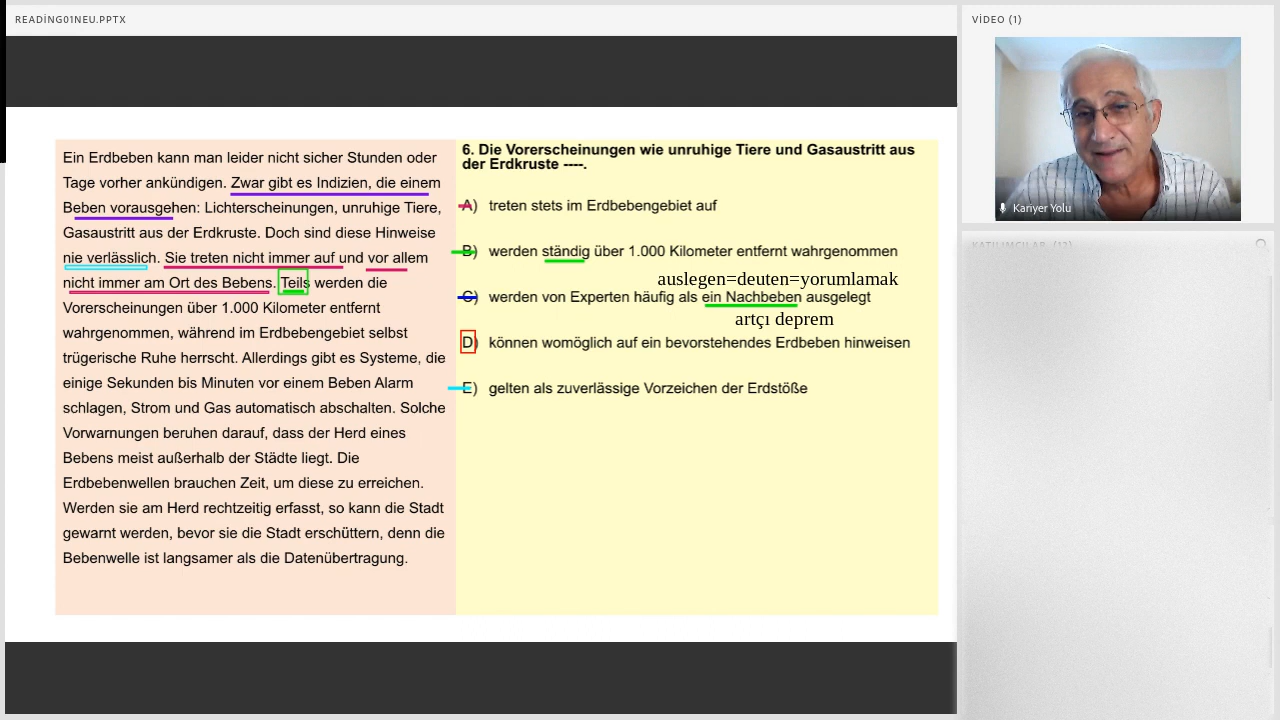 READİNG01NEU.PPTX
Ein Erdbeben kann man leider nicht sicher Stunden oder
Tage vorher ankündigen. Zwar gibt es Indizien, die einem
Beben vorausgehen: Lichterscheinungen, unruhige Tiere,
Gasaustritt aus der Erdkruste. Doch sind diese Hinweise
nie verlässlich. Sie treten nicht immer auf und vor allem
nicht immer am Ort des Bebens. Teils werden die
Vorerscheinungen über 1.000 Kilometer entfernt
wahrgenommen, während im Erdbebengebiet selbst
trügerische Ruhe herrscht. Allerdings gibt es Systeme, die
einige Sekunden bis Minuten vor einem Beben Alarm
schlagen, Strom und Gas automatisch abschalten. Solche
Vorwarnungen beruhen darauf, dass der Herd eines
Bebens meist außerhalb der Städte liegt. Die
Erdbebenwellen brauchen Zeit, um diese zu erreichen.
Werden sie am Herd rechtzeitig erfasst, so kann die Stadt
gewarnt werden, bevor sie die Stadt erschüttern, denn die
Bebenwelle ist langsamer als die Datenübertragung.
6. Die Vorerscheinungen wie unruhige Tiere und Gasaustritt aus
der Erdkruste ----.
A) treten stets im Erdbebengebiet auf
B) werden ständig über 1.000 Kilometer entfernt wahrgenommen
auslegen=deuten=yorumlamak
C) werden von Experten häufig als ein Nachbeben ausgelegt
artçı deprem
D) können womöglich auf ein bevorstehendes Erdbeben hinweisen
E) gelten als zuverlässige Vorzeichen der Erdstöße
VİDEO (1)
Kariyer Yolu
KATILIMCILAR (12)